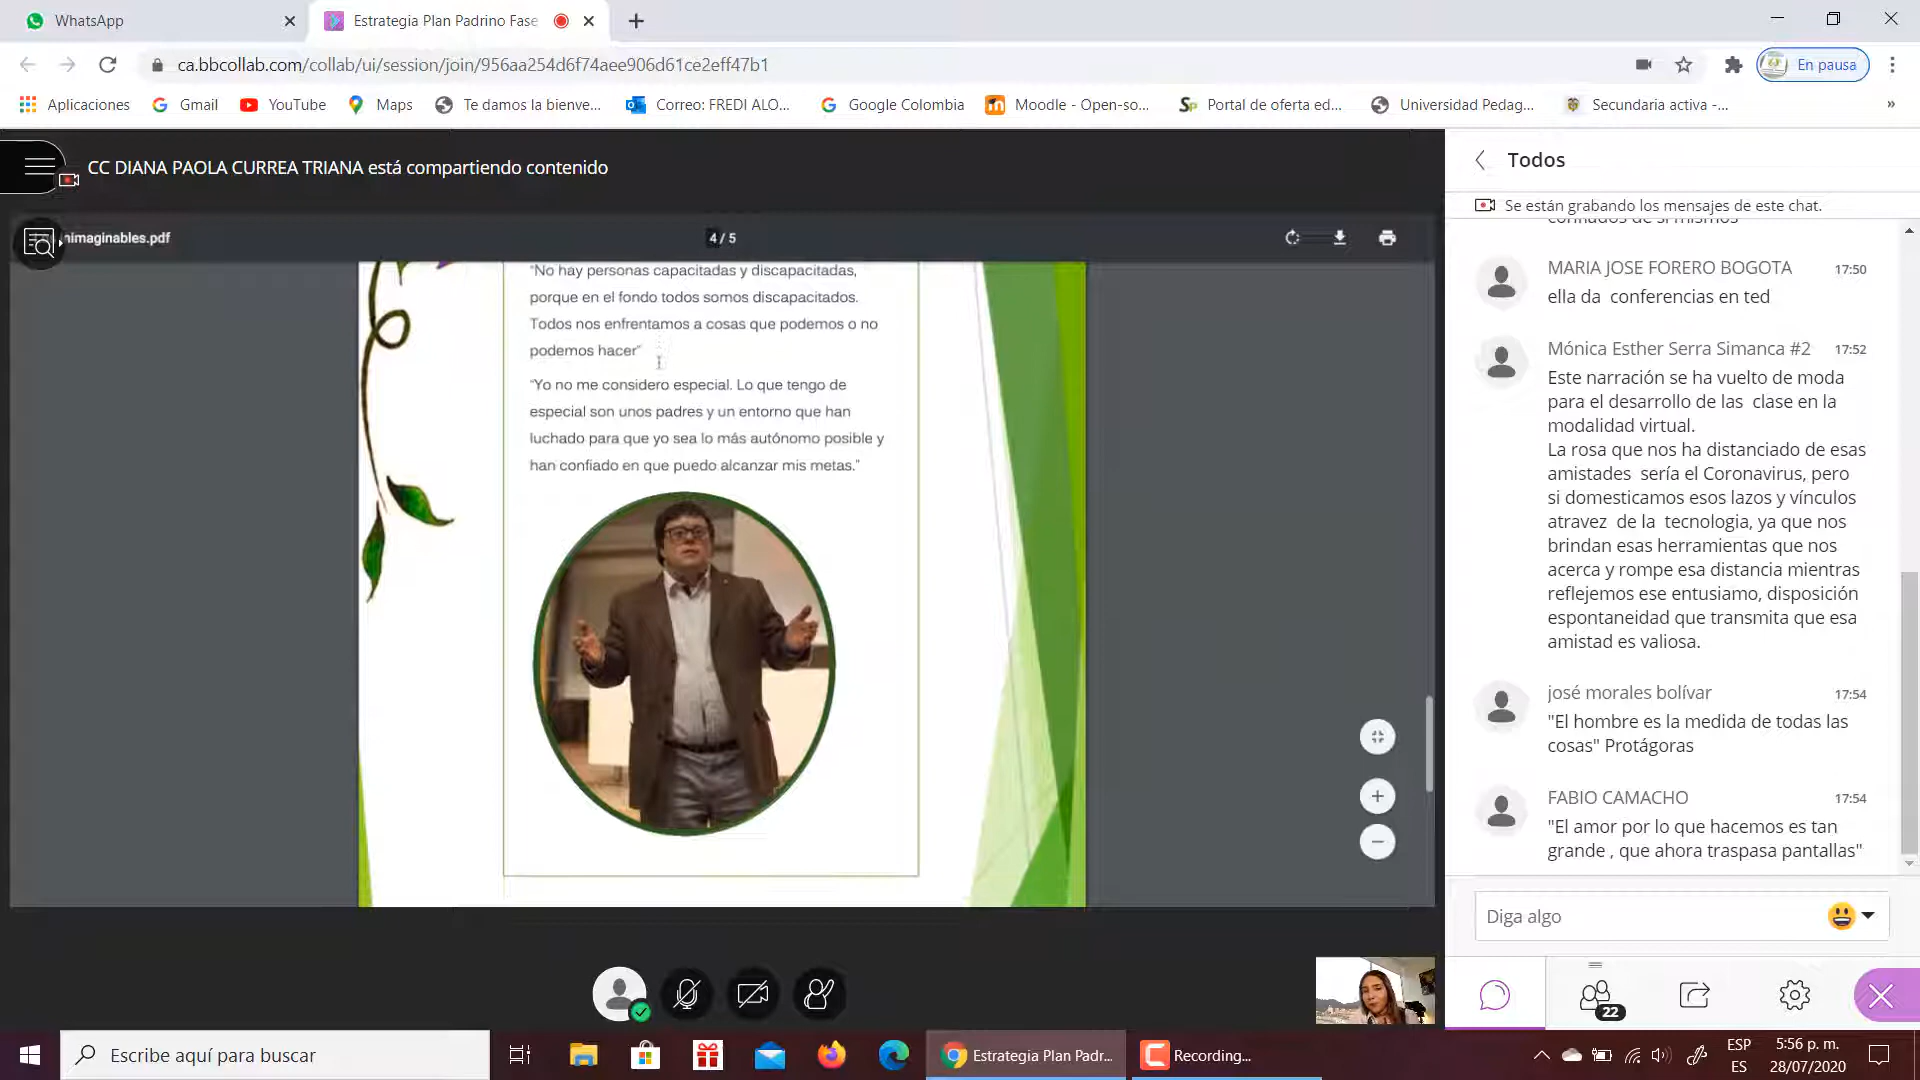 WhatsApp
Estrategia Plan Padrino Fase
ca.bbcollab.com/collab/ui/session/join/956aa254d6f74aee906d61ce2eff47b1
En pausa
Aplicaciones
Gmail
YouTube
Maps
Te damos la bienve...
Correo: FREDI ALO...
Google Colombia
Moodle - Open-so...
Portal de oferta ed...
Universidad Pedag...
Secundaria activa -...
»
CC DIANA PAOLA CURREA TRIANA está compartiendo contenido
nimaginables.pdf
4 / 5
"No hay personas capacitadas y discapacitadas,
porque en el fondo todos somos discapacitados.
Todos nos enfrentamos a cosas que podemos o no
podemos hacer"
"Yo no me considero especial. Lo que tengo de
especial son unos padres y un entorno que han
luchado para que yo sea lo más autónomo posible y
han confiado en que puedo alcanzar mis metas."
Todos
Se están grabando los mensajes de este chat.
confiados de si mismos
MARIA JOSE FORERO BOGOTA 17:50
ella da conferencias en ted
Mónica Esther Serra Simanca #2 17:52
Este narración se ha vuelto de moda
para el desarrollo de las clase en la
modalidad virtual.
La rosa que nos ha distanciado de esas
amistades sería el Coronavirus, pero
si domesticamos esos lazos y vínculos
atravez de la tecnologia, ya que nos
brindan esas herramientas que nos
acerca y rompe esa distancia mientras
reflejemos ese entusiamo, disposición
espontaneidad que transmita que esa
amistad es valiosa.
josé morales bolívar 17:54
"El hombre es la medida de todas las
cosas" Protágoras
FABIO CAMACHO 17:54
"El amor por lo que hacemos es tan
grande , que ahora traspasa pantallas"
Diga algo
22
Escribe aquí para buscar
Estrategia Plan Padr...
Recording...
ESP
ES
5:56 p. m.
28/07/2020